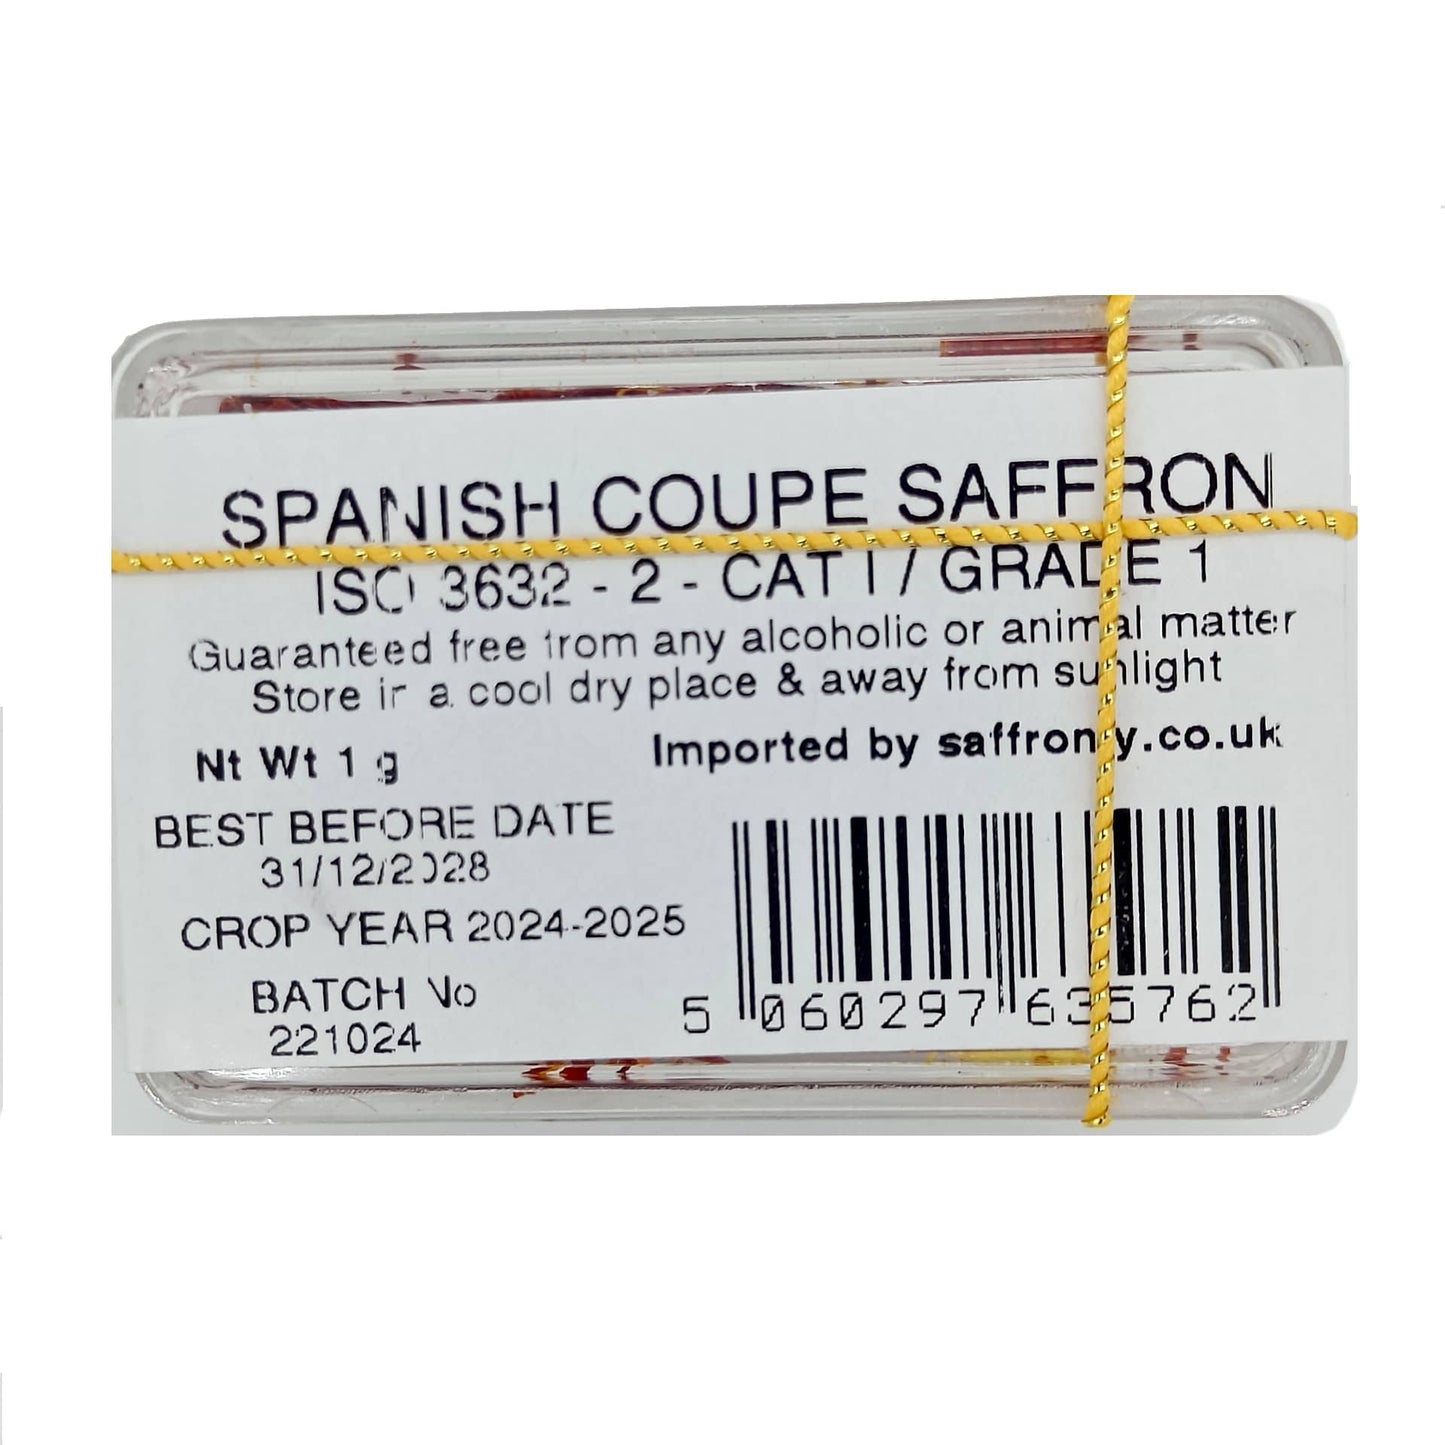 SPANISH COUPE SAFFRON
ISO 3632 - 2 - CAT I / GRADE 1
Guaranteed free from any alcoholic or animal matter
Store in a cool dry place & away from sunlight
Nt Wt 1 g
Imported by saffronly.co.uk
BEST BEFORE DATE
31/12/2028
CROP YEAR 2024-2025
BATCH No
221024
5 060297 635762